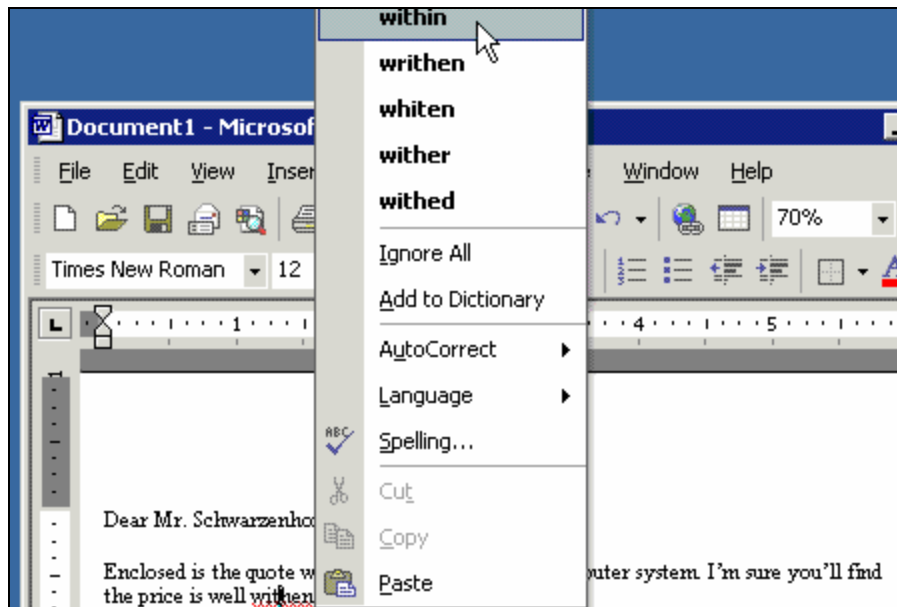 within
writhen
whiten
wither
withed
Ignore All
Add to Dictionary
AutoCorrect
Language
ABC
Spelling...
Cut
Copy
Paste
Document1 - Microsof
File Edit View Inser Window Help
70%
Times New Roman 12
L 1 4 5
Dear Mr. Schwarzenho
Enclosed is the quote w uter system. I'm sure you'll find
the price is well withen